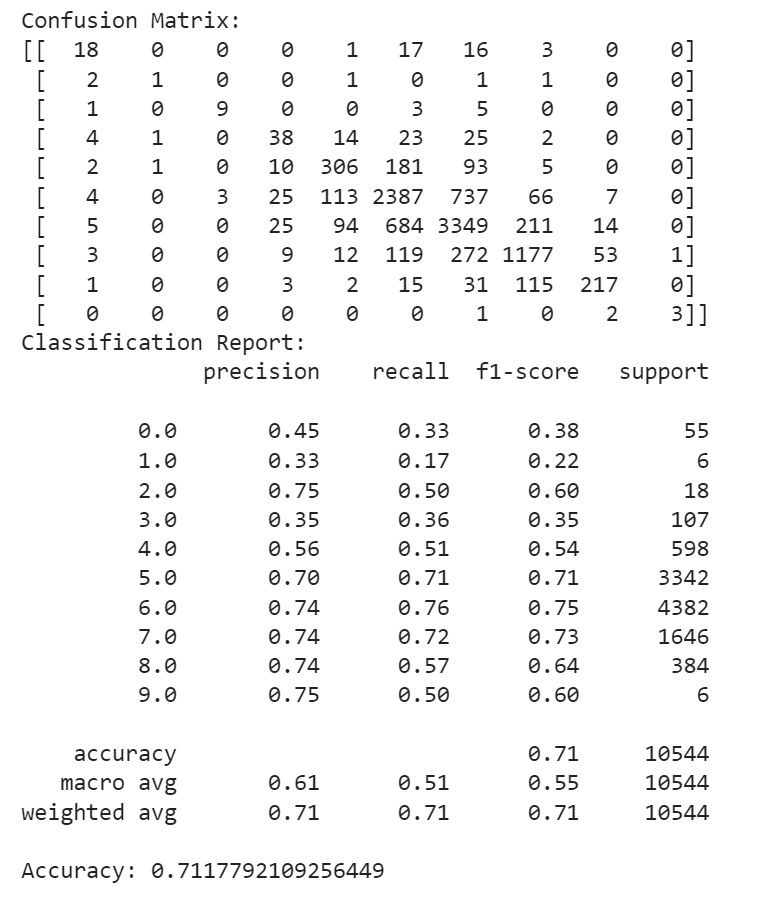 Confusion Matrix:
[[  18    0    0    0    1   17   16    3    0    0]
 [   2    1    0    0    1    0    1    1    0    0]
 [   1    0    9    0    0    3    5    0    0    0]
 [   4    1    0   38   14   23   25    2    0    0]
 [   2    1    0   10  306  181   93    5    0    0]
 [   4    0    3   25  113 2387  737   66    7    0]
 [   5    0    0   25   94  684 3349  211   14    0]
 [   3    0    0    9   12  119  272 1177   53    1]
 [   1    0    0    3    2   15   31  115  217    0]
 [   0    0    0    0    0    0    1    0    2    3]]
Classification Report:
              precision    recall  f1-score   support
         0.0       0.45      0.33      0.38        55
         1.0       0.33      0.17      0.22         6
         2.0       0.75      0.50      0.60        18
         3.0       0.35      0.36      0.35       107
         4.0       0.56      0.51      0.54       598
         5.0       0.70      0.71      0.71      3342
         6.0       0.74      0.76      0.75      4382
         7.0       0.74      0.72      0.73      1646
         8.0       0.74      0.57      0.64       384
         9.0       0.75      0.50      0.60         6
    accuracy                           0.71     10544
   macro avg       0.61      0.51      0.55     10544
weighted avg       0.71      0.71      0.71     10544
Accuracy: 0.7117792109256449